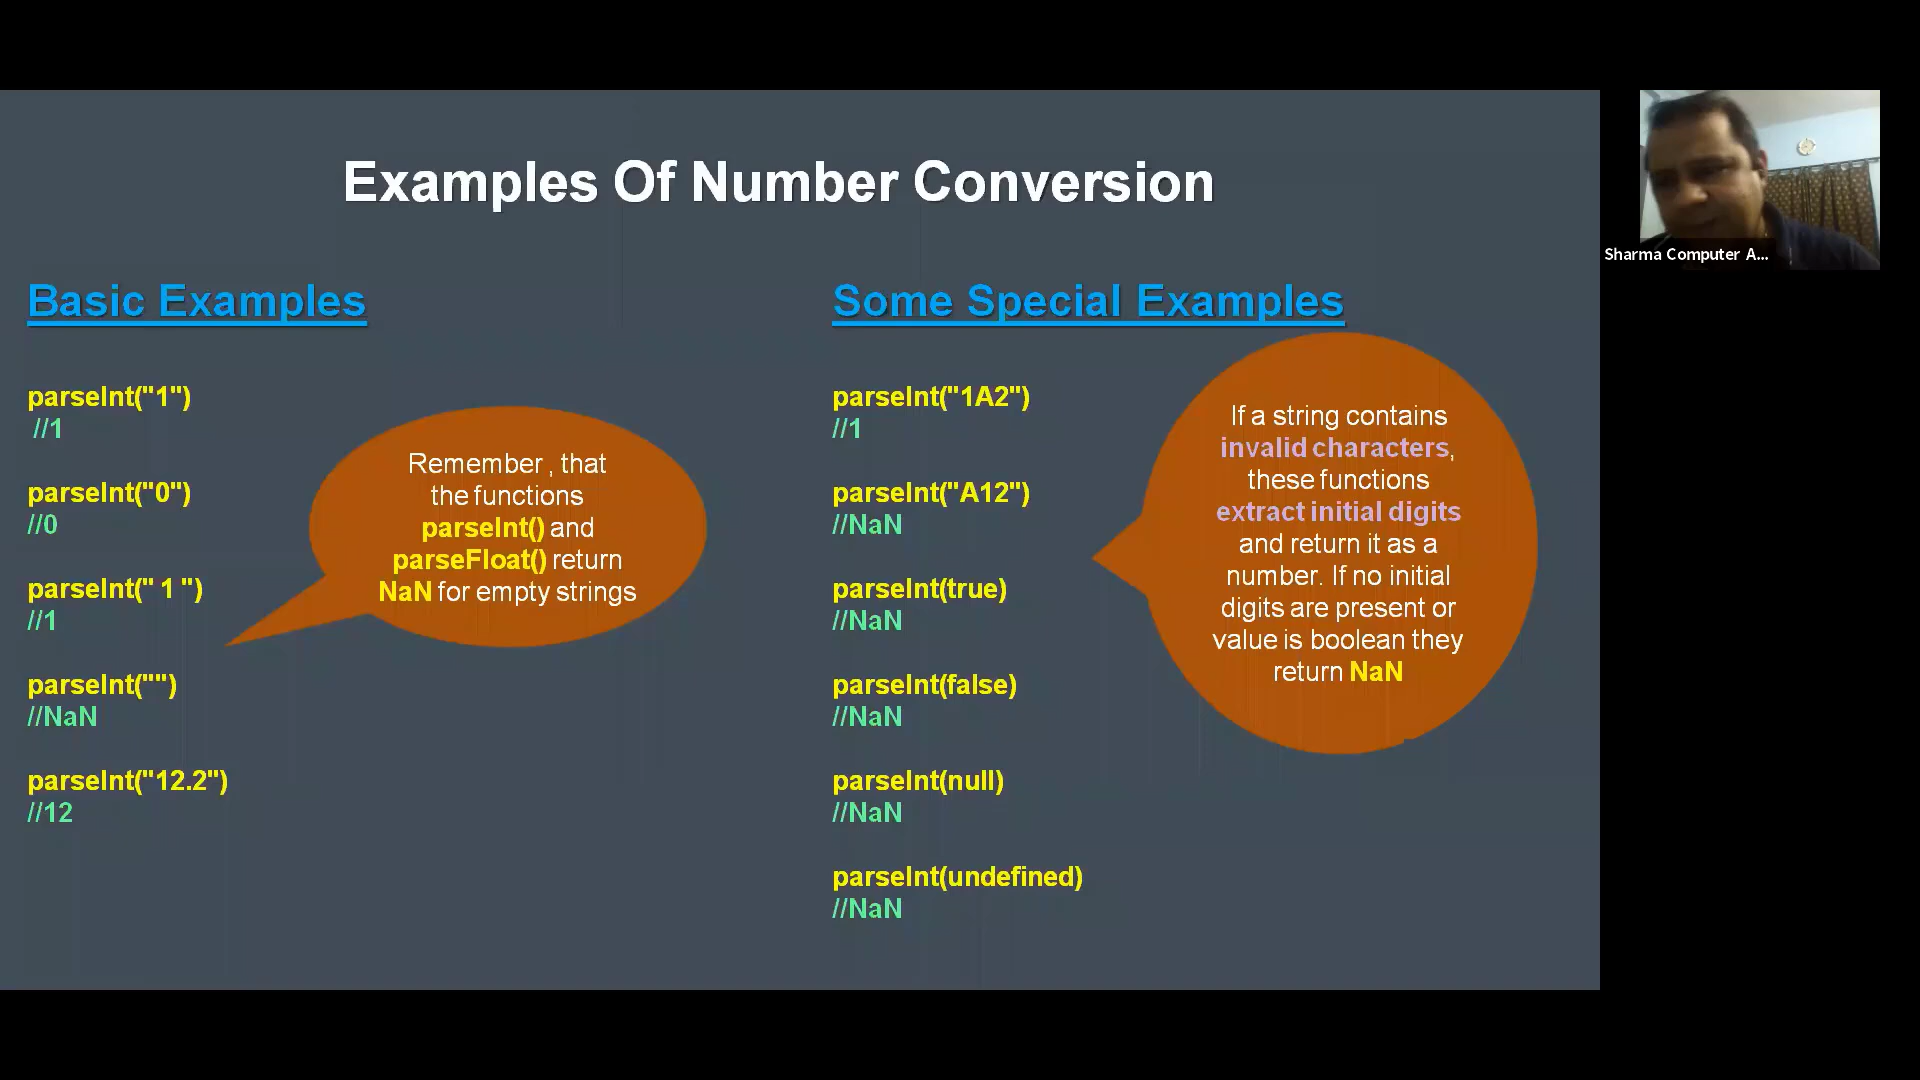 Examples Of Number Conversion
Basic Examples
parseInt("1")
//1
parseInt("0")
//0
parseInt(" 1 ")
//1
parseInt("")
//NaN
parseInt("12.2")
//12
Remember , that
the functions
parseInt() and
parseFloat() return
NaN for empty strings
Some Special Examples
parseInt("1A2")
//1
parseInt("A12")
//NaN
parseInt(true)
//NaN
parseInt(false)
//NaN
parseInt(null)
//NaN
parseInt(undefined)
//NaN
If a string contains
invalid characters,
these functions
extract initial digits
and return it as a
number. If no initial
digits are present or
value is boolean they
return NaN
Sharma Computer A...